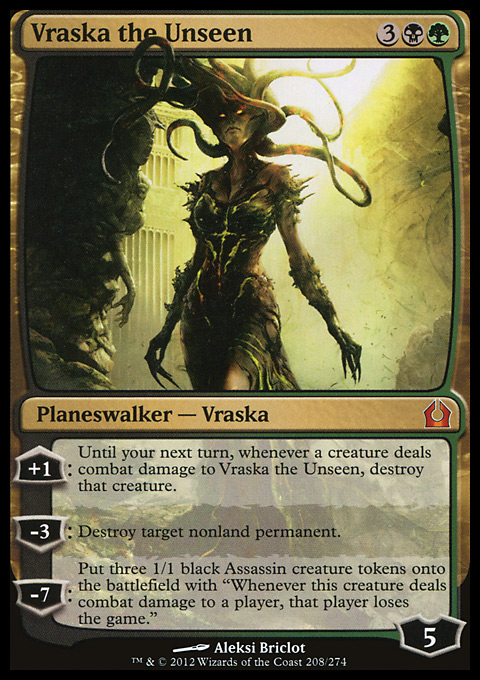 Vraska the Unseen 3
Planeswalker — Vraska
+1: Until your next turn, whenever a creature deals
combat damage to Vraska the Unseen, destroy
that creature.
-3: Destroy target nonland permanent.
Put three 1/1 black Assassin creature tokens onto
the battlefield with “Whenever this creature deals
-7: combat damage to a player, that player loses
the game.”
5
Aleksi Briclot
™ & © 2012 Wizards of the Coast 208/274